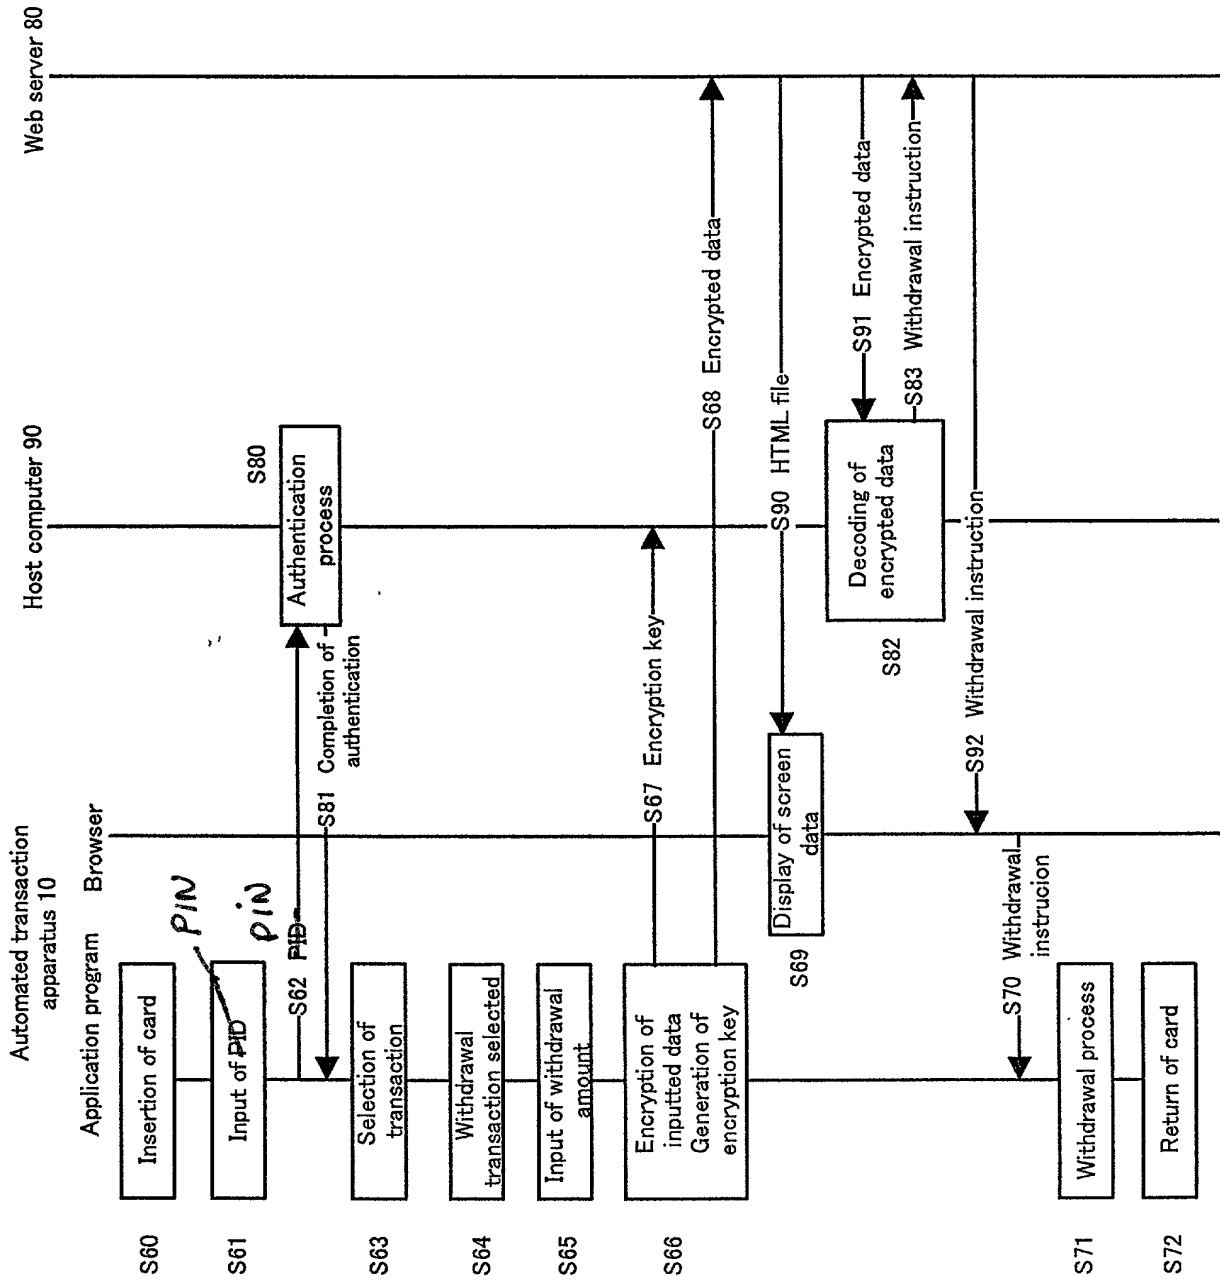 Automated transaction
apparatus 10
Application program
Browser
Host computer 90
Web server 80
S60
Insertion of card
S61
Input of PID
PIN
S62 PID
PIN
S80
Authentication
process
S81 Completion of
authentication
S63
Selection of
transaction
S64
Withdrawal
transaction selected
S65
Input of withdrawal
amount
S66
Encryption of
inputted data
Generation of
encryption key
S67 Encryption key
S68 Encrypted data
S90 HTML file
S69
Display of screen
data
S91 Encrypted data
S82
Decoding of
encrypted data
S83 Withdrawal instruction
S92 Withdrawal instruction
S70 Withdrawal
instrucion
S71
Withdrawal process
S72
Return of card